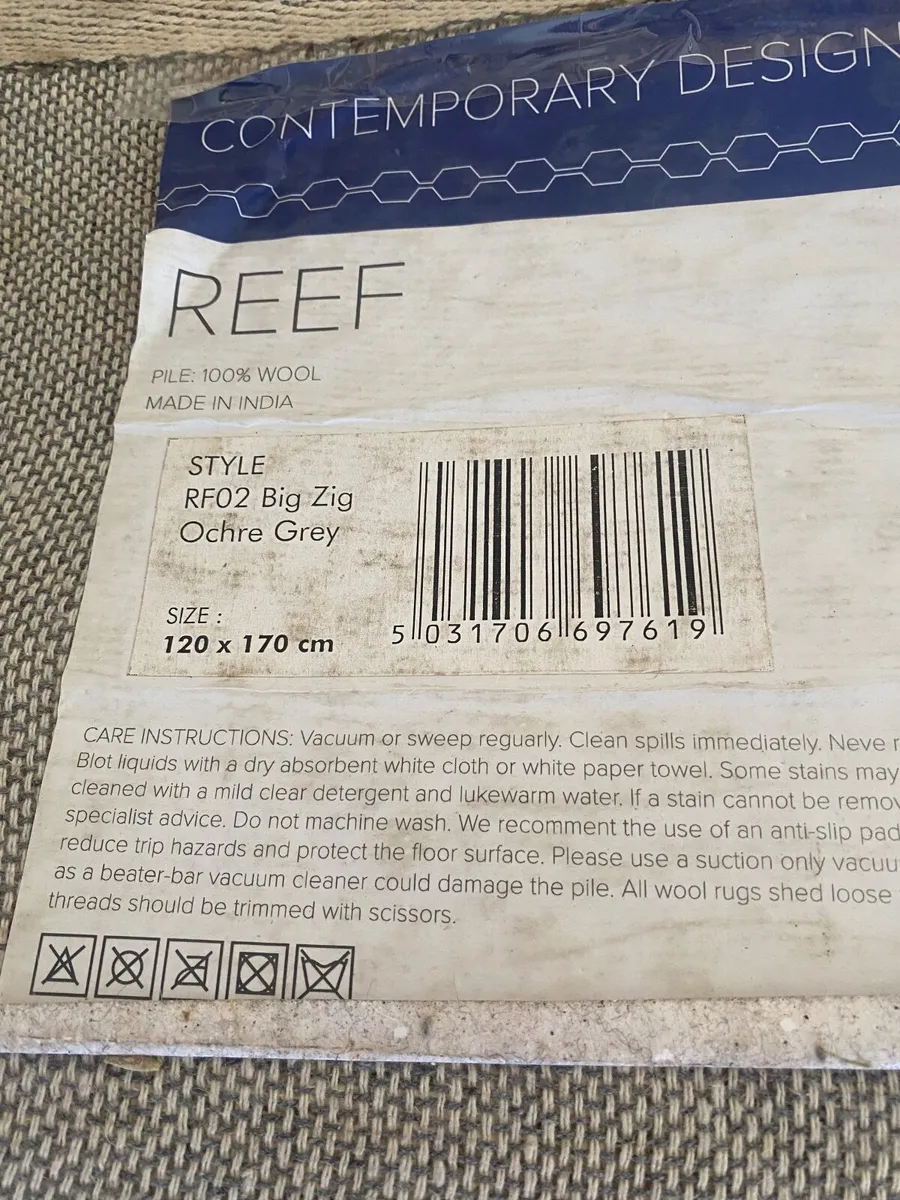 CONTEMPORARY DESIGN
REEF
PILE: 100% WOOL
MADE IN INDIA
STYLE
RF02 Big Zig
Ochre Grey
SIZE :
120 x 170 cm
5 031706 697619
CARE INSTRUCTIONS: Vacuum or sweep reguarly. Clean spills immediately. Neve r
Blot liquids with a dry absorbent white cloth or white paper towel. Some stains may
cleaned with a mild clear detergent and lukewarm water. If a stain cannot be remov
specialist advice. Do not machine wash. We recomment the use of an anti-slip pad
reduce trip hazards and protect the floor surface. Please use a suction only vacuu
as a beater-bar vacuum cleaner could damage the pile. All wool rugs shed loose
threads should be trimmed with scissors.